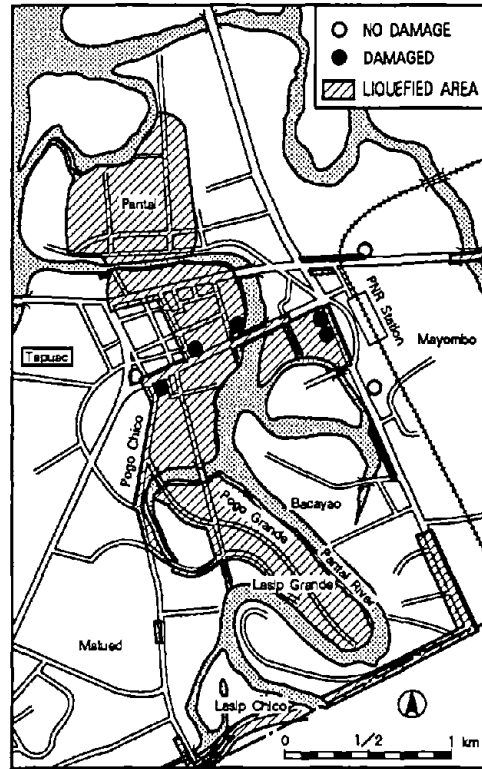 NO DAMAGE
DAMAGED
LIQUEFIED AREA
Pantal
PNR Station
Mayombo
Tapuac
Pogo Chico
Pogo Grande
Bacayao
Pantal River
Lasip Grande
Matued
Lasip Chico
0 1/2 1 km